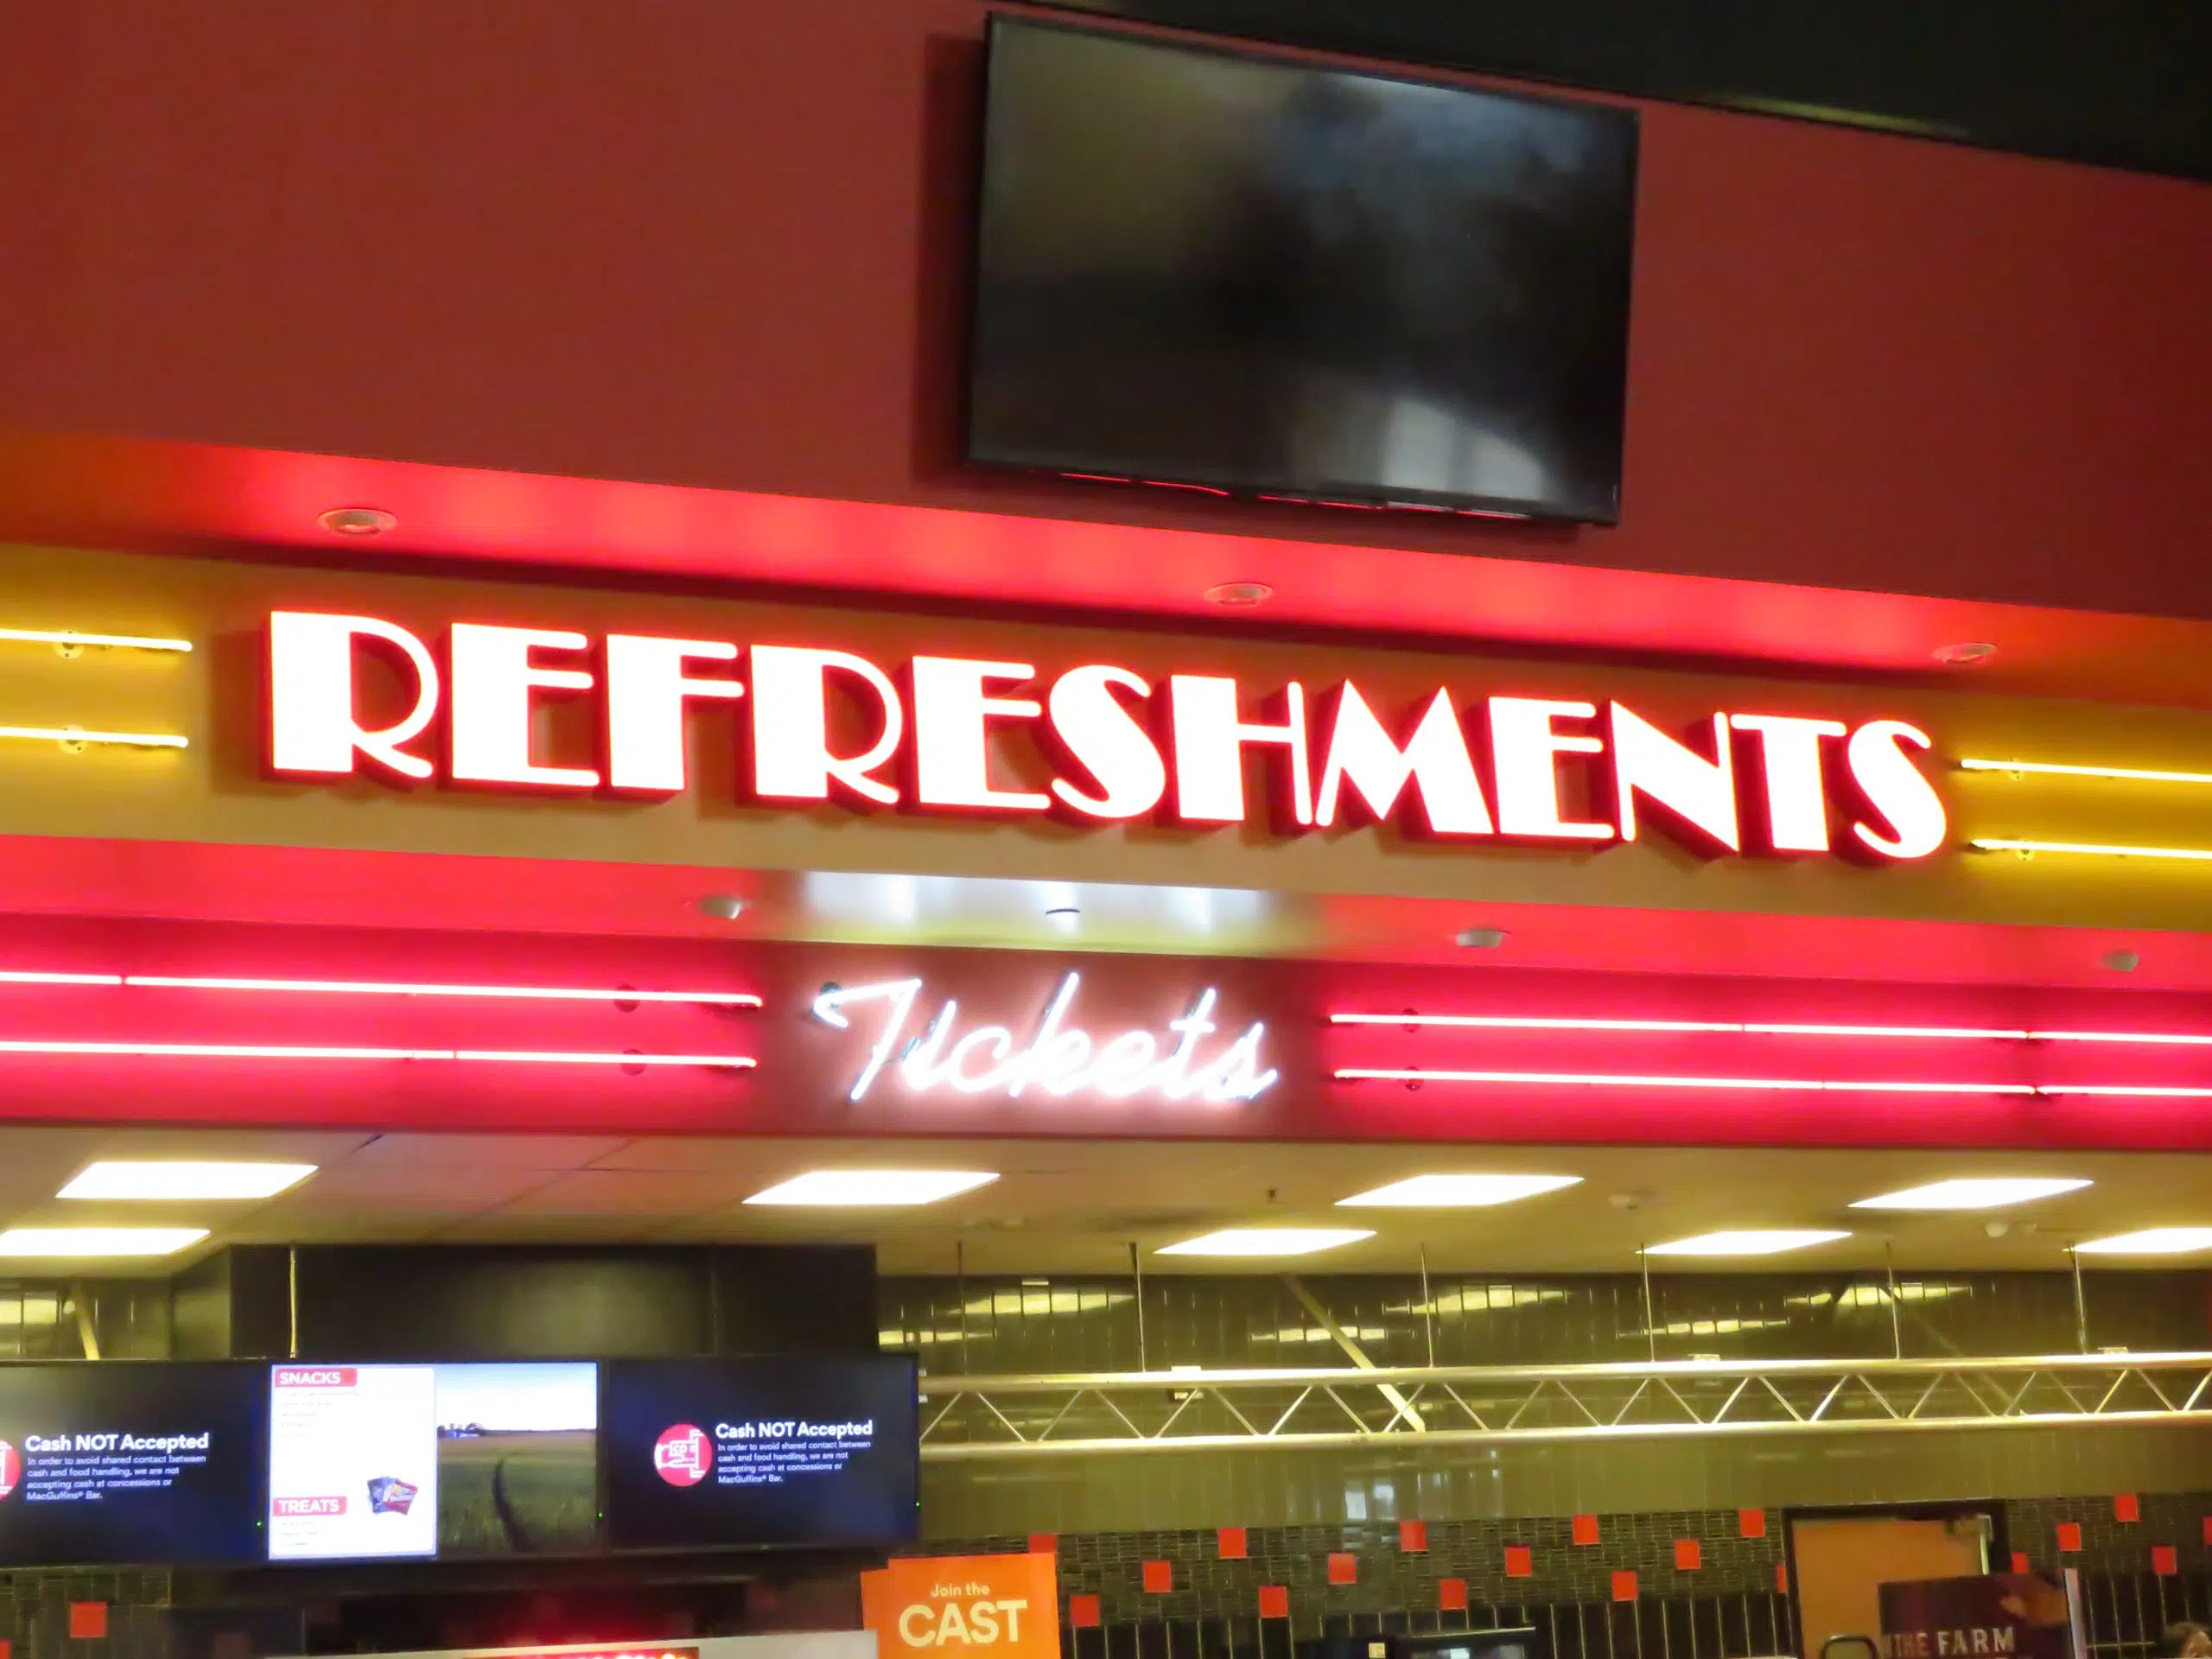 REFRESHMENTS
Tickets
Cash NOT Accepted
In order to avoid shared contact between
cash and food handling, we are not
accepting cash at concessions or
MacGuffins® Bar.
SNACKS
TREATS
Cash NOT Accepted
In order to avoid shared contact between
cash and food handling, we are not
accepting cash at concessions or
MacGuffins® Bar.
Join the
CAST
THE FARM